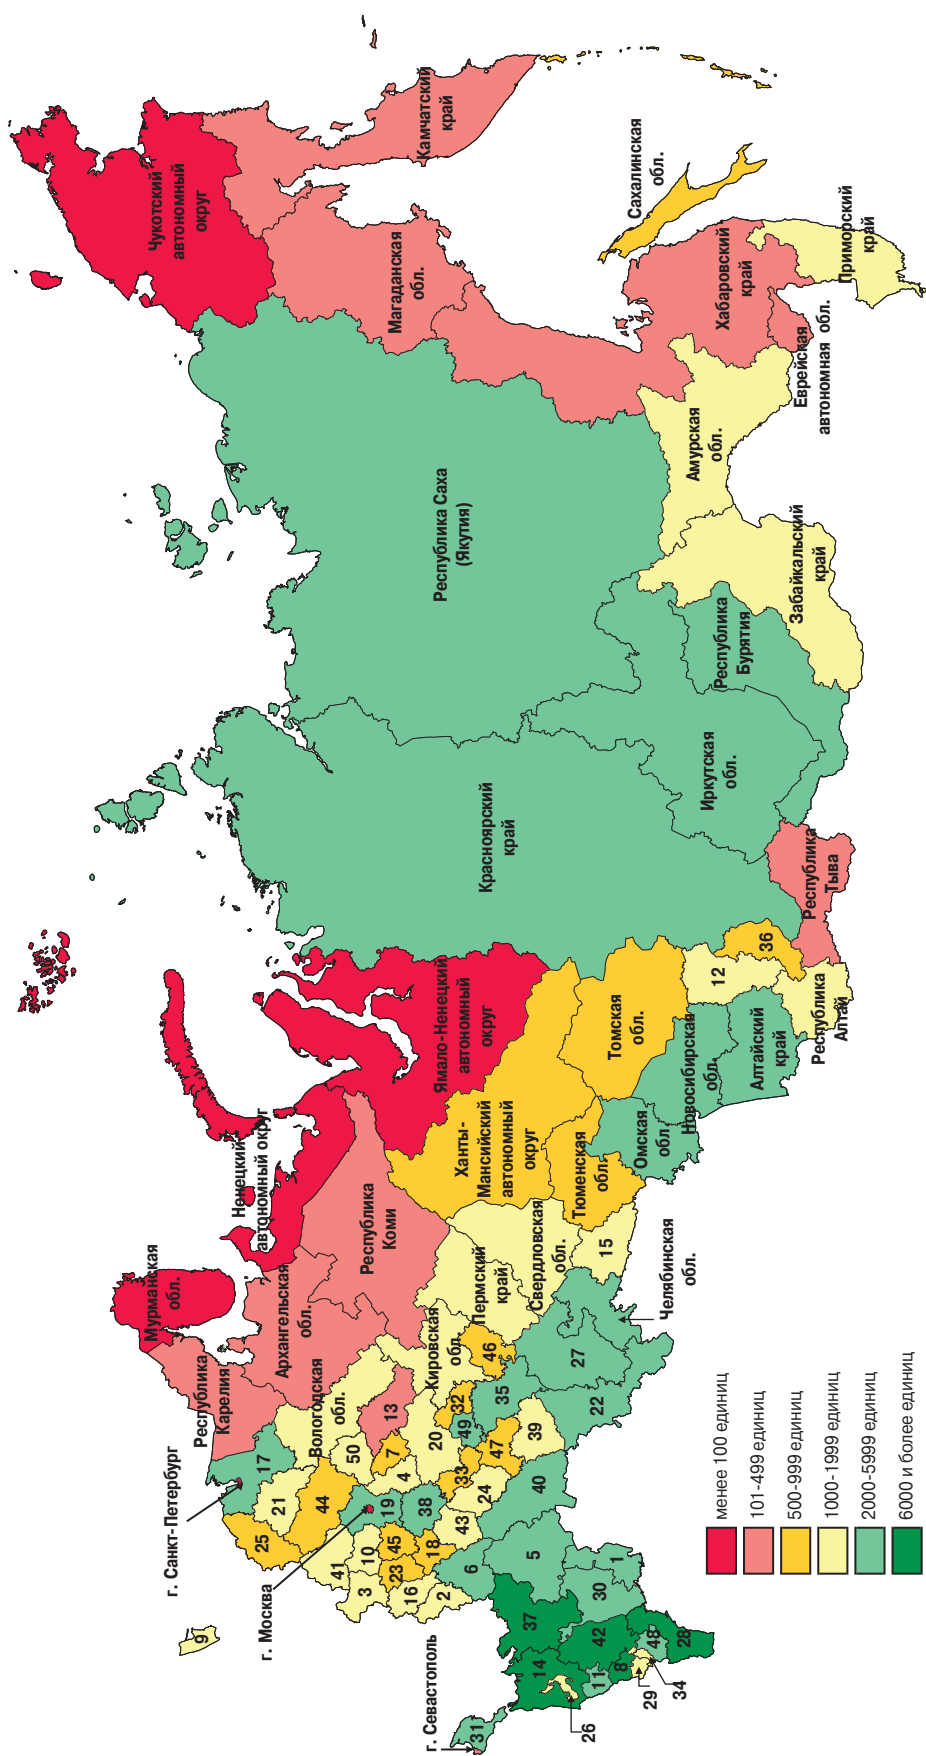 г. Санкт-Петербург
г. Москва
г. Севастополь
Мурманская
обл.
Республика
Карелия
Ненецкий
автономный округ
Архангельская
обл.
Вологодская
обл.
Республика
Коми
Кировская
обл.
Пермский
край
Свердловская
обл.
Челябинская
обл.
Ямало-Ненецкий
автономный
округ
Ханты-
Мансийский
автономный
округ
Тюменская
обл.
Омская
обл
Томская
обл.
Новосибирская
обл.
Алтайский
край
Республика
Алтай
Красноярский
край
Республика
Тыва
Иркутская
обл.
Республика
Бурятия
Республика Саха
(Якутия)
Забайкальский
край
Амурская
обл.
Еврейская
автономная обл.
Хабаровский
край
Приморский
край
Сахалинская
обл.
Магаданская
обл.
Камчатский
край
Чукотский
автономный
округ
9
25
21
17
44
50
13
7
4
19
38
20
41
10
45
3
23
18
16
2
43
24
33
49
32
46
35
47
39
15
27
22
40
6
5
1
30
37
42
14
11
8
48
28
29
34
26
31
12
36
менее 100 единиц
101-499 единиц
500-999 единиц
1000-1999 единиц
2000-5999 единиц
6000 и более единиц